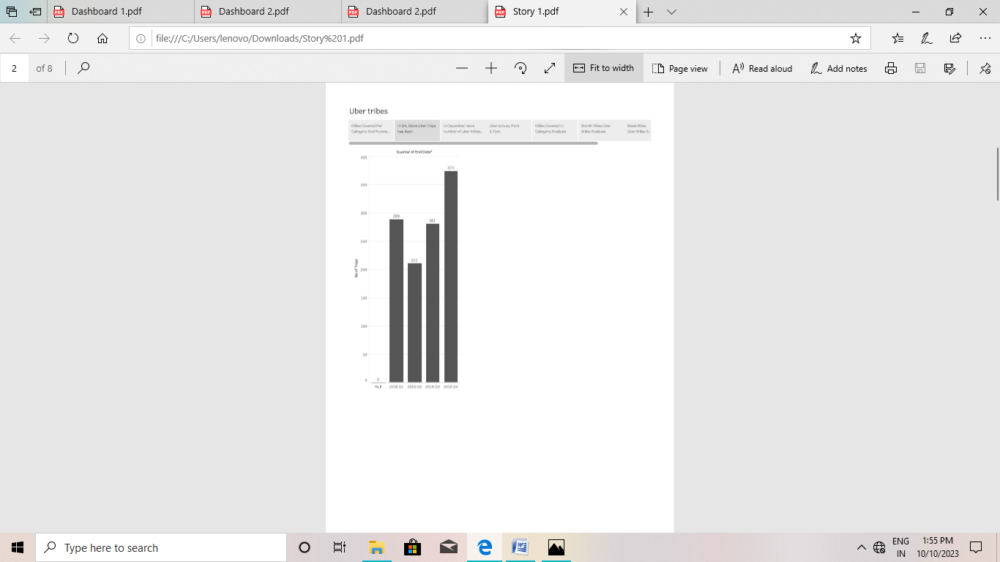 Dashboard 1.pdf
Dashboard 2.pdf
Dashboard 2.pdf
Story 1.pdf
file:///C:/Users/lenovo/Downloads/Story%201.pdf
2 of 8
Fit to width
Page view
Read aloud
Add notes
Uber tribes
Miles Covered Per
Category And Purpos..
In Q4, More Uber Trips
has been
In December more
number of uber tribes..
Uber is busy from
3.7pm
Miles Covered In
Category Analysis
Month Wise Uber
Miles Analysis
Week Wise
Uber Miles A..
Quarter of End Date*
400
350
300
250
200
150
100
50
0
No of Trips
0
289
211
281
374
Null
2016 Q1
2016 Q2
2016 Q3
2016 Q4
Type here to search
ENG
IN
1:55 PM
10/10/2023